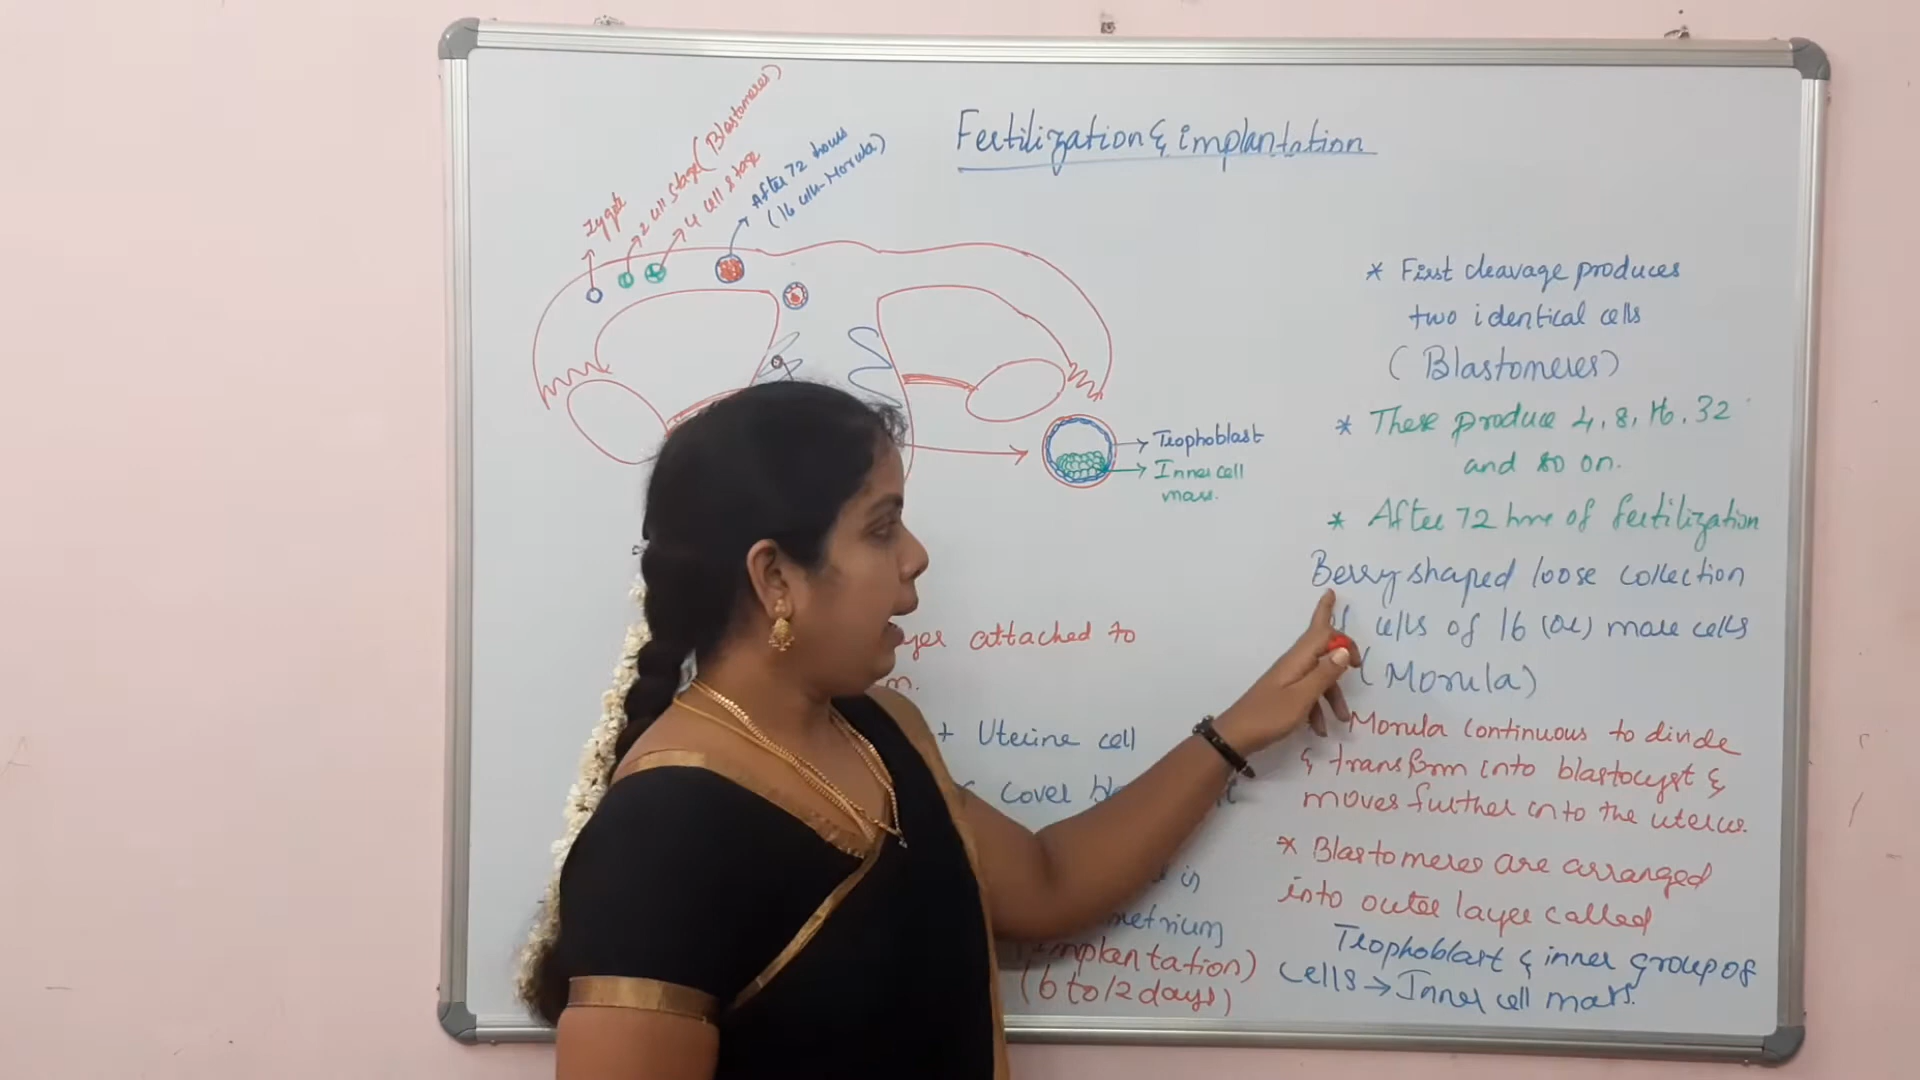 Fertilization & implantation
Zygote
2 cell stage (Blastomeres)
4 cell stage
After 72 hours
(16 cells-Morula)
Trophoblast
Inner cell
mass.
attached to
Uterine cell
cover
in
metrium
implantation)
(6 to 12 days)
* First cleavage produces
two identical cells
(Blastomeres)
* These produce 4, 8, 16, 32
and so on.
* After 72 hrs of fertilization
Berry shaped loose collection
of cells of 16 (or) more cells
(Morula)
Morula continuous to divide
& transform into blastocyst &
moves further into the uterus.
* Blastomeres are arranged
into outer layer called
Trophoblast & inner group of
cells → Inner cell mass.